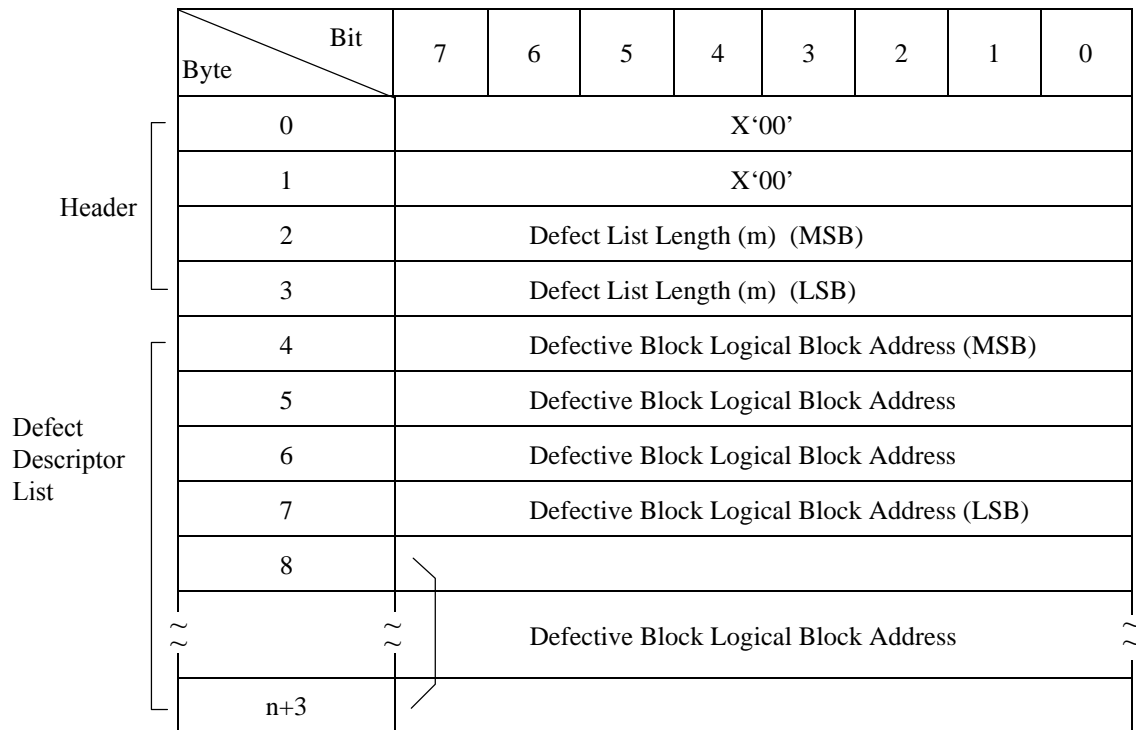 Bit
Byte
7 6 5 4 3 2 1 0
Header
0 X‘00’
1 X‘00’
2 Defect List Length (m) (MSB)
3 Defect List Length (m) (LSB)
Defect
Descriptor
List
4 Defective Block Logical Block Address (MSB)
5 Defective Block Logical Block Address
6 Defective Block Logical Block Address
7 Defective Block Logical Block Address (LSB)
8
Defective Block Logical Block Address
n+3